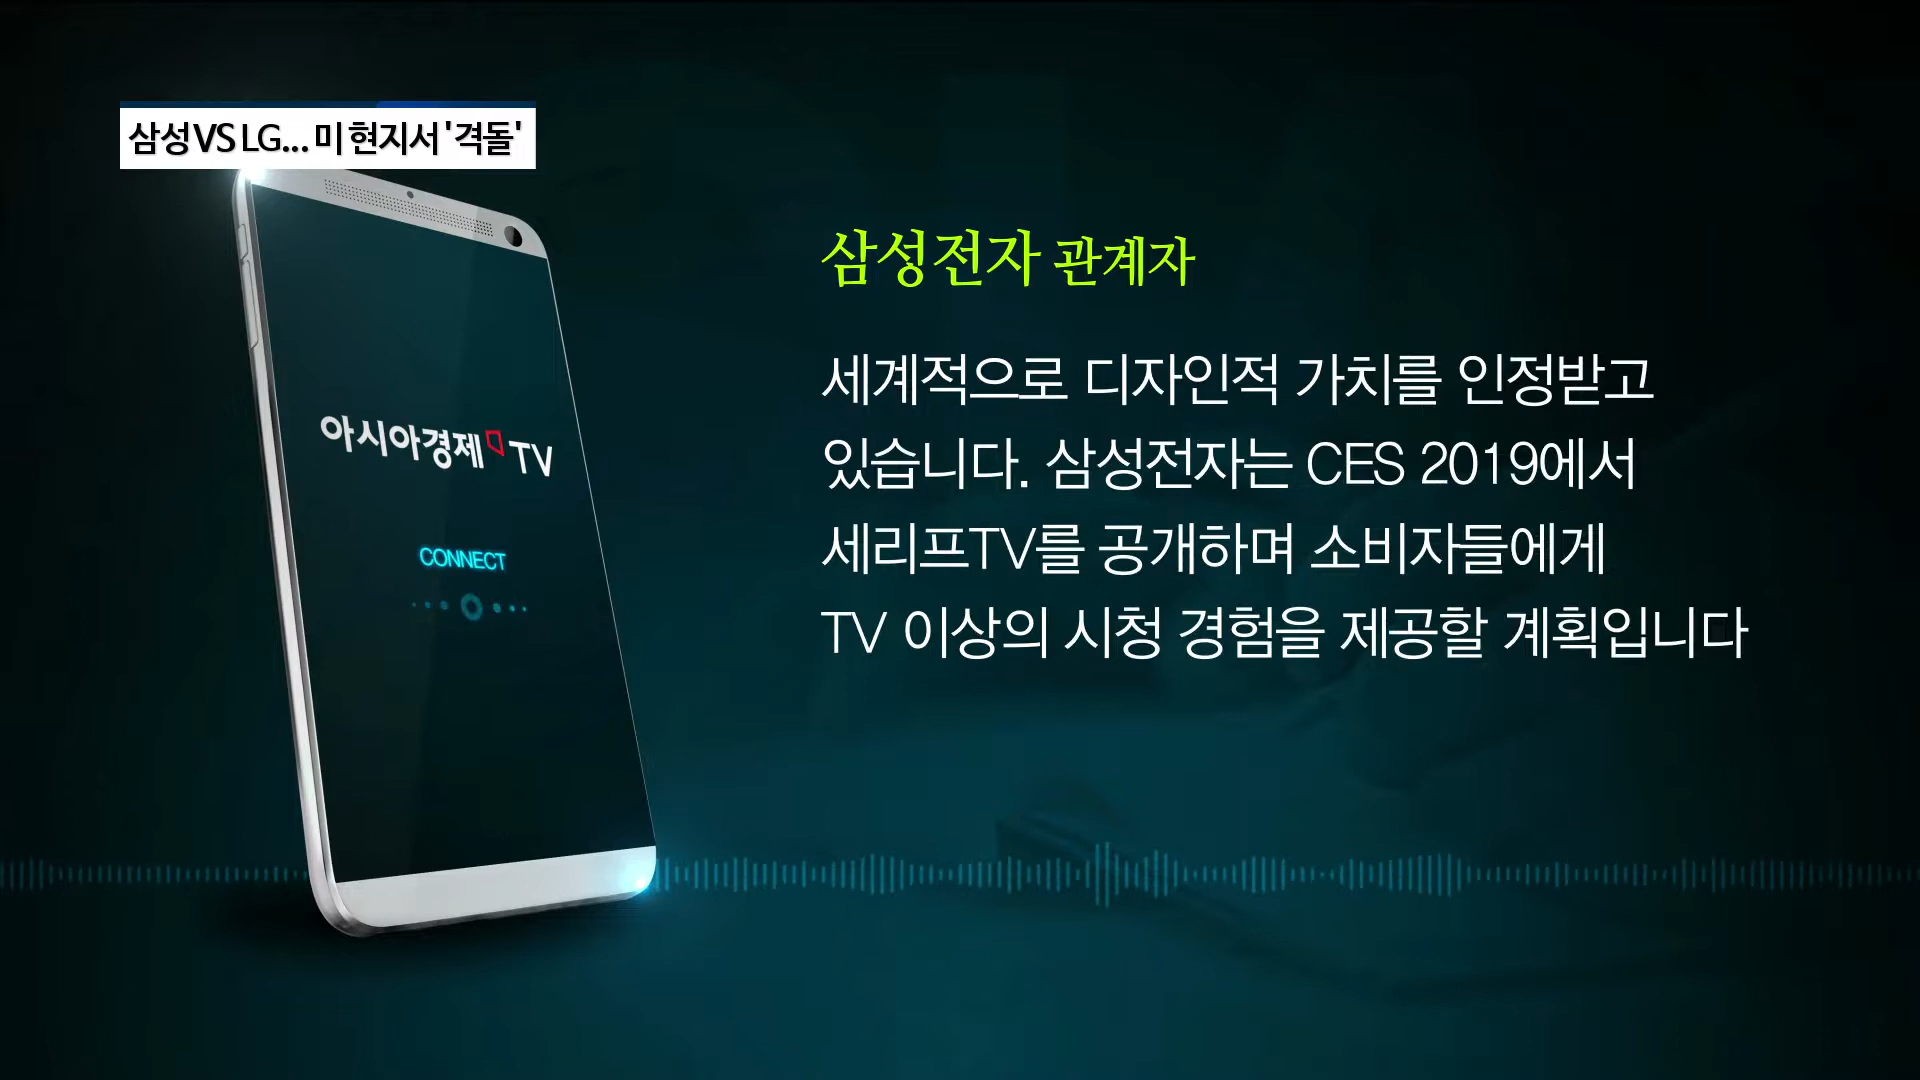 삼성VS LG... 미 현지서 '격돌'
삼성전자 관계자
세계적으로 디자인적 가치를 인정받고
있습니다. 삼성전자는 CES 2019에서
세리프TV를 공개하며 소비자들에게
TV 이상의 시청 경험을 제공할 계획입니다
아시아경제 TV
CONNECT